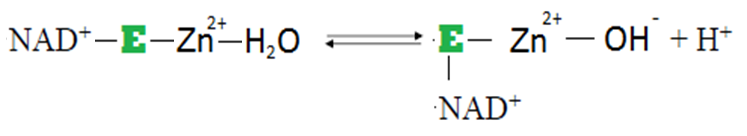 NAD⁺—E—Zn²⁺—H₂O ⇌ ·E— Zn²⁺—OH⁻ + H⁺
·NAD⁺